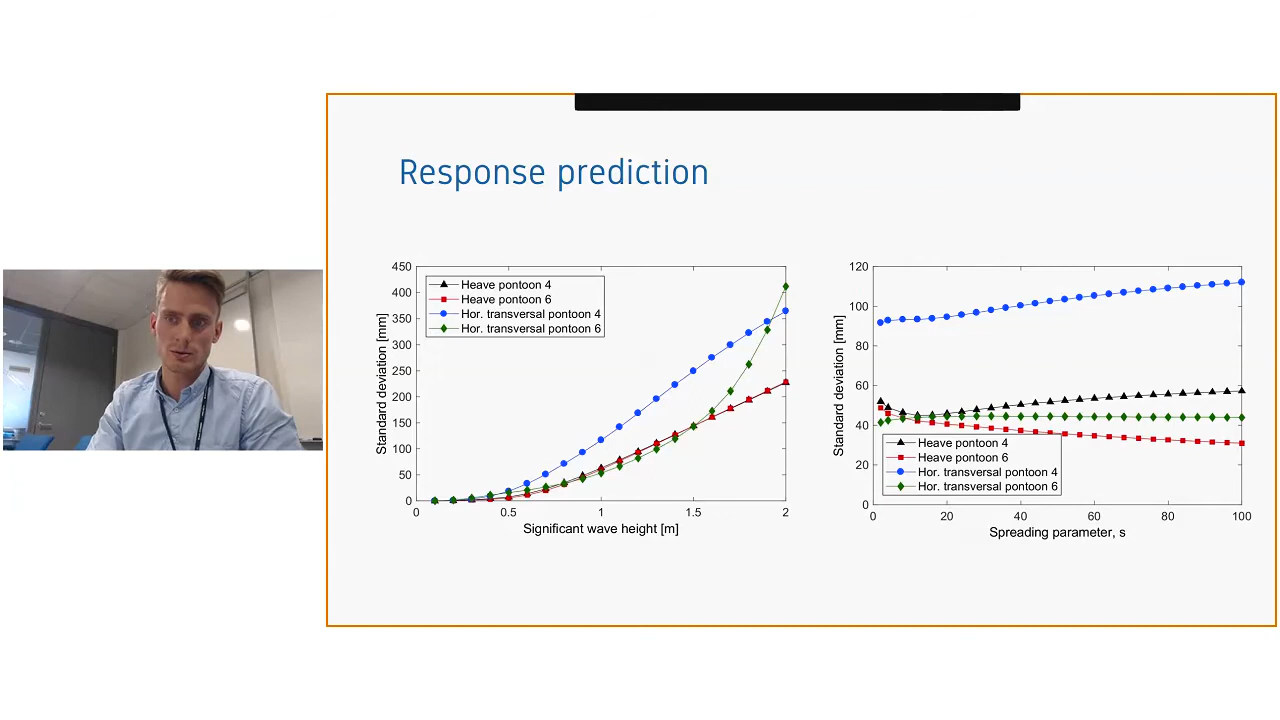 Response prediction
450
400
350
300
250
200
150
100
50
0
Standard deviation [mm]
Heave pontoon 4
Heave pontoon 6
Hor. transversal pontoon 4
Hor. transversal pontoon 6
0 0.5 1 1.5 2
Significant wave height [m]
120
100
80
60
40
20
0
Standard deviation [mm]
Heave pontoon 4
Heave pontoon 6
Hor. transversal pontoon 4
Hor. transversal pontoon 6
0 20 40 60 80 100
Spreading parameter, s